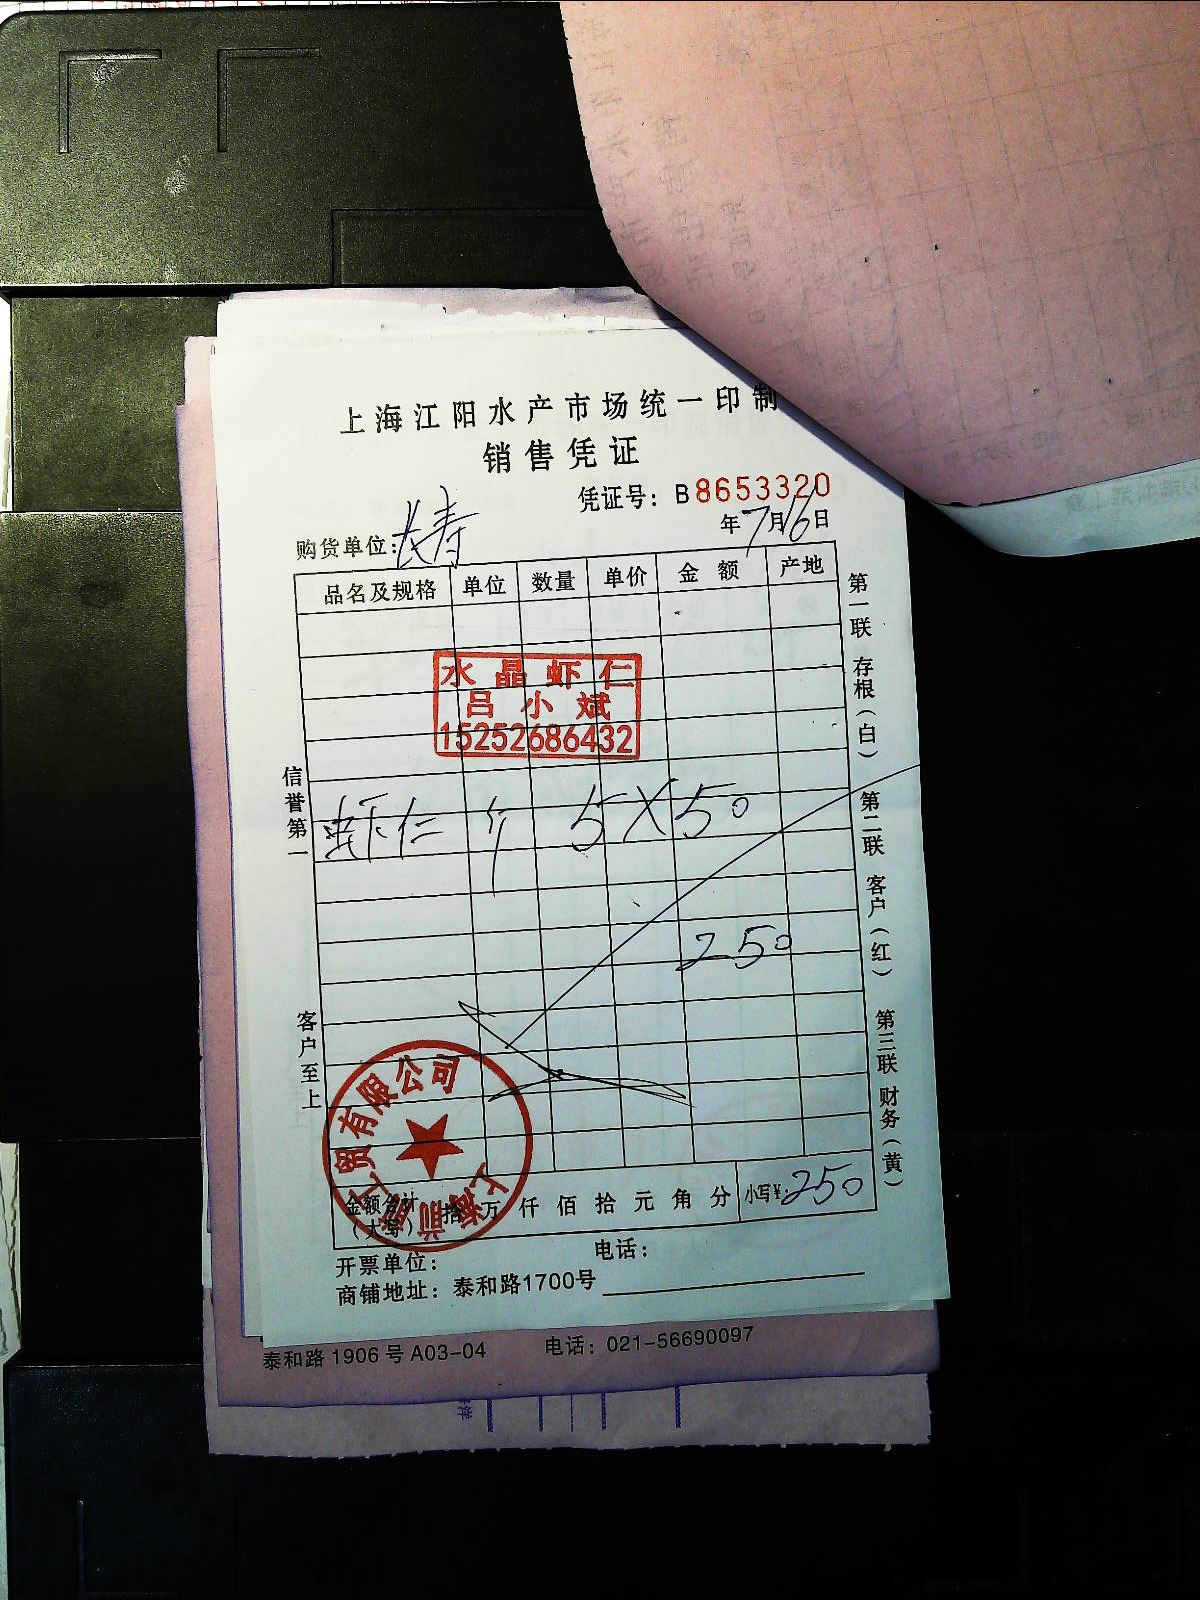 上海江阳水产市场统一印制
销售凭证
凭证号：B8653320
年7月16日
购货单位：长寿
品名及规格 单位 数量 单价 金额 产地
水晶虾仁
吕小斌
15252686432
虾仁 5×50
250
信誉第一
客户至上
第一联 存根（白） 第二联 客户（红） 第三联 财务（黄）
贸有限公司
上海
金额合计
（大写） 拾 万 仟 佰 拾 元 角 分 小写¥：250
开票单位： 电话：
商铺地址：泰和路1700号
泰和路1906号A03-04 电话：021-56690097